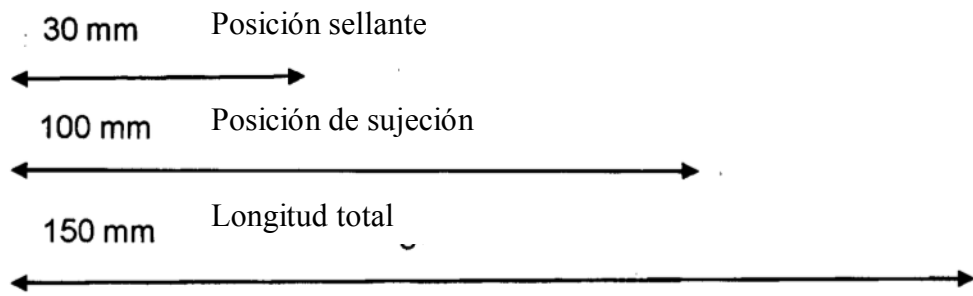 30 mm Posición sellante
100 mm Posición de sujeción
150 mm Longitud total